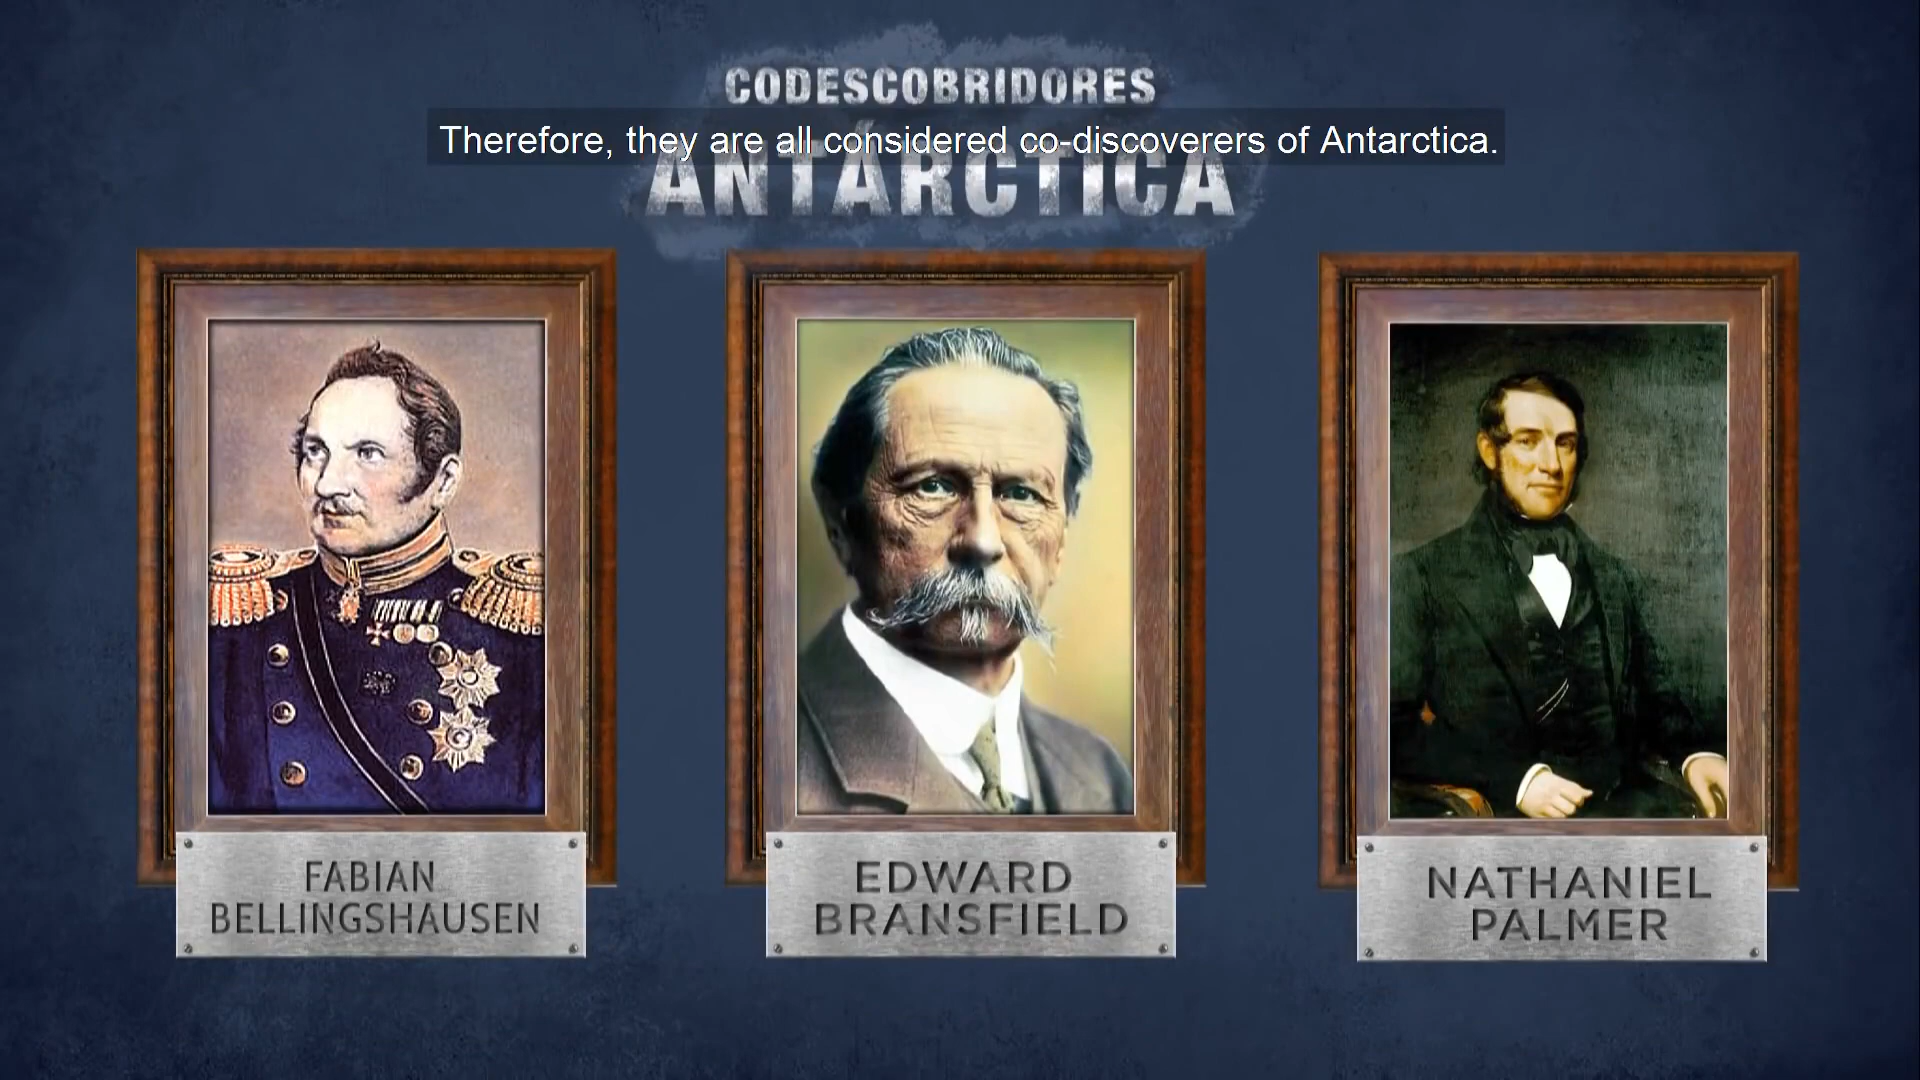 CODESCOBRIDORES
Therefore, they are all considered co-discoverers of Antarctica.
ANTÁRCTICA
FABIAN
BELLINGSHAUSEN
EDWARD
BRANSFIELD
NATHANIEL
PALMER